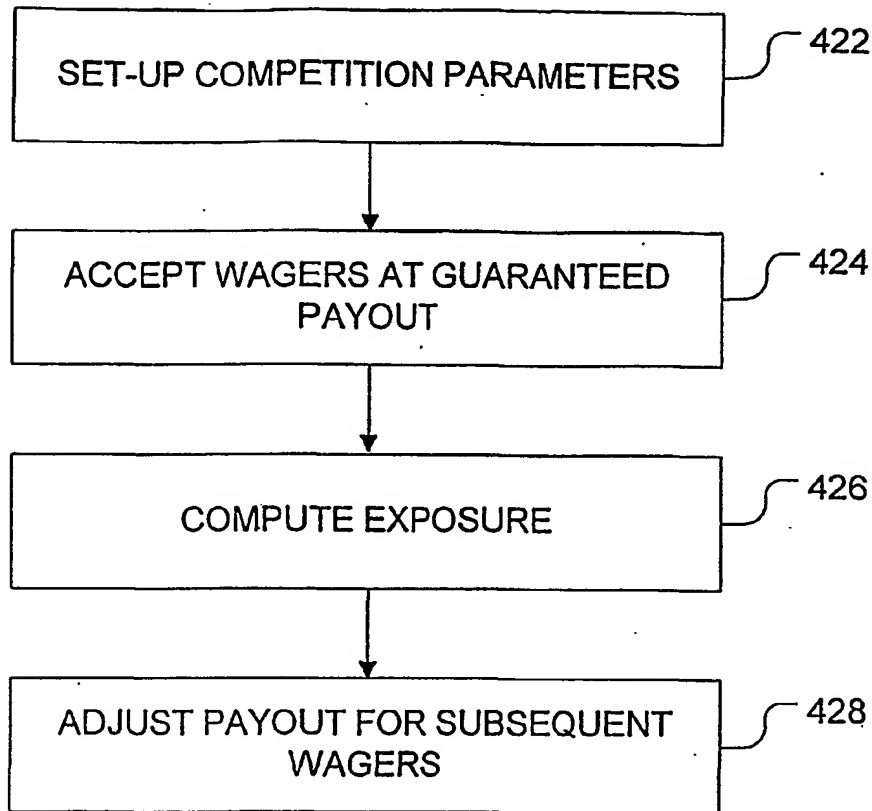 SET-UP COMPETITION PARAMETERS
422
ACCEPT WAGERS AT GUARANTEED
PAYOUT
424
COMPUTE EXPOSURE
426
ADJUST PAYOUT FOR SUBSEQUENT
WAGERS
428